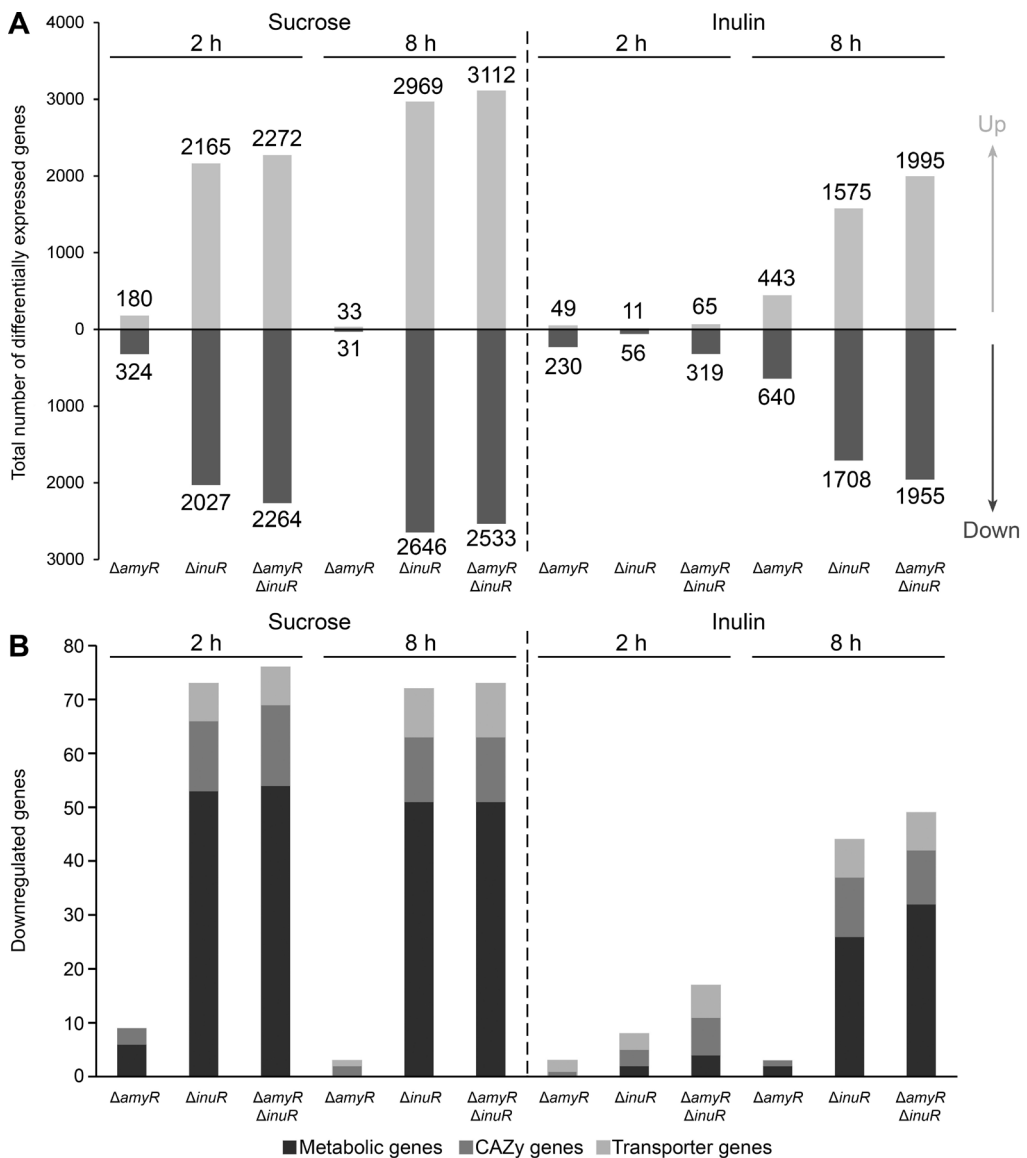 A
Sucrose
Inulin
2 h
8 h
2 h
8 h
Total number of differentially expressed genes
4000
3000
2000
1000
0
1000
2000
3000
180
2165
2272
33
2969
3112
49
11
65
443
1575
1995
324
2027
2264
31
2646
2533
230
56
319
640
1708
1955
Up
Down
ΔamyR
ΔinuR
ΔamyR
ΔinuR
ΔamyR
ΔinuR
ΔamyR
ΔinuR
ΔamyR
ΔinuR
ΔamyR
ΔinuR
ΔamyR
ΔinuR
ΔamyR
ΔinuR
B
Sucrose
Inulin
2 h
8 h
2 h
8 h
Downregulated genes
80
70
60
50
40
30
20
10
0
ΔamyR
ΔinuR
ΔamyR
ΔinuR
ΔamyR
ΔinuR
ΔamyR
ΔinuR
ΔamyR
ΔinuR
ΔamyR
ΔinuR
ΔamyR
ΔinuR
ΔamyR
ΔinuR
Metabolic genes
CAZy genes
Transporter genes